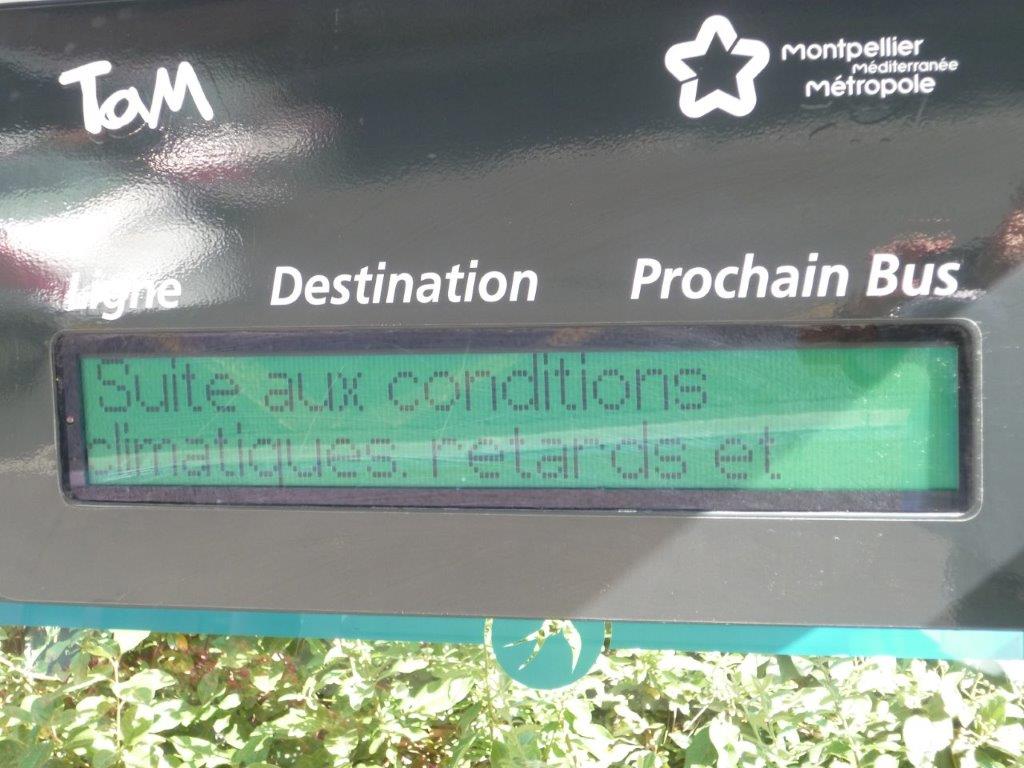 TaM
montpellier
méditerranée
métropole
Ligne Destination Prochain Bus
Suite aux conditions
climatiques retards et